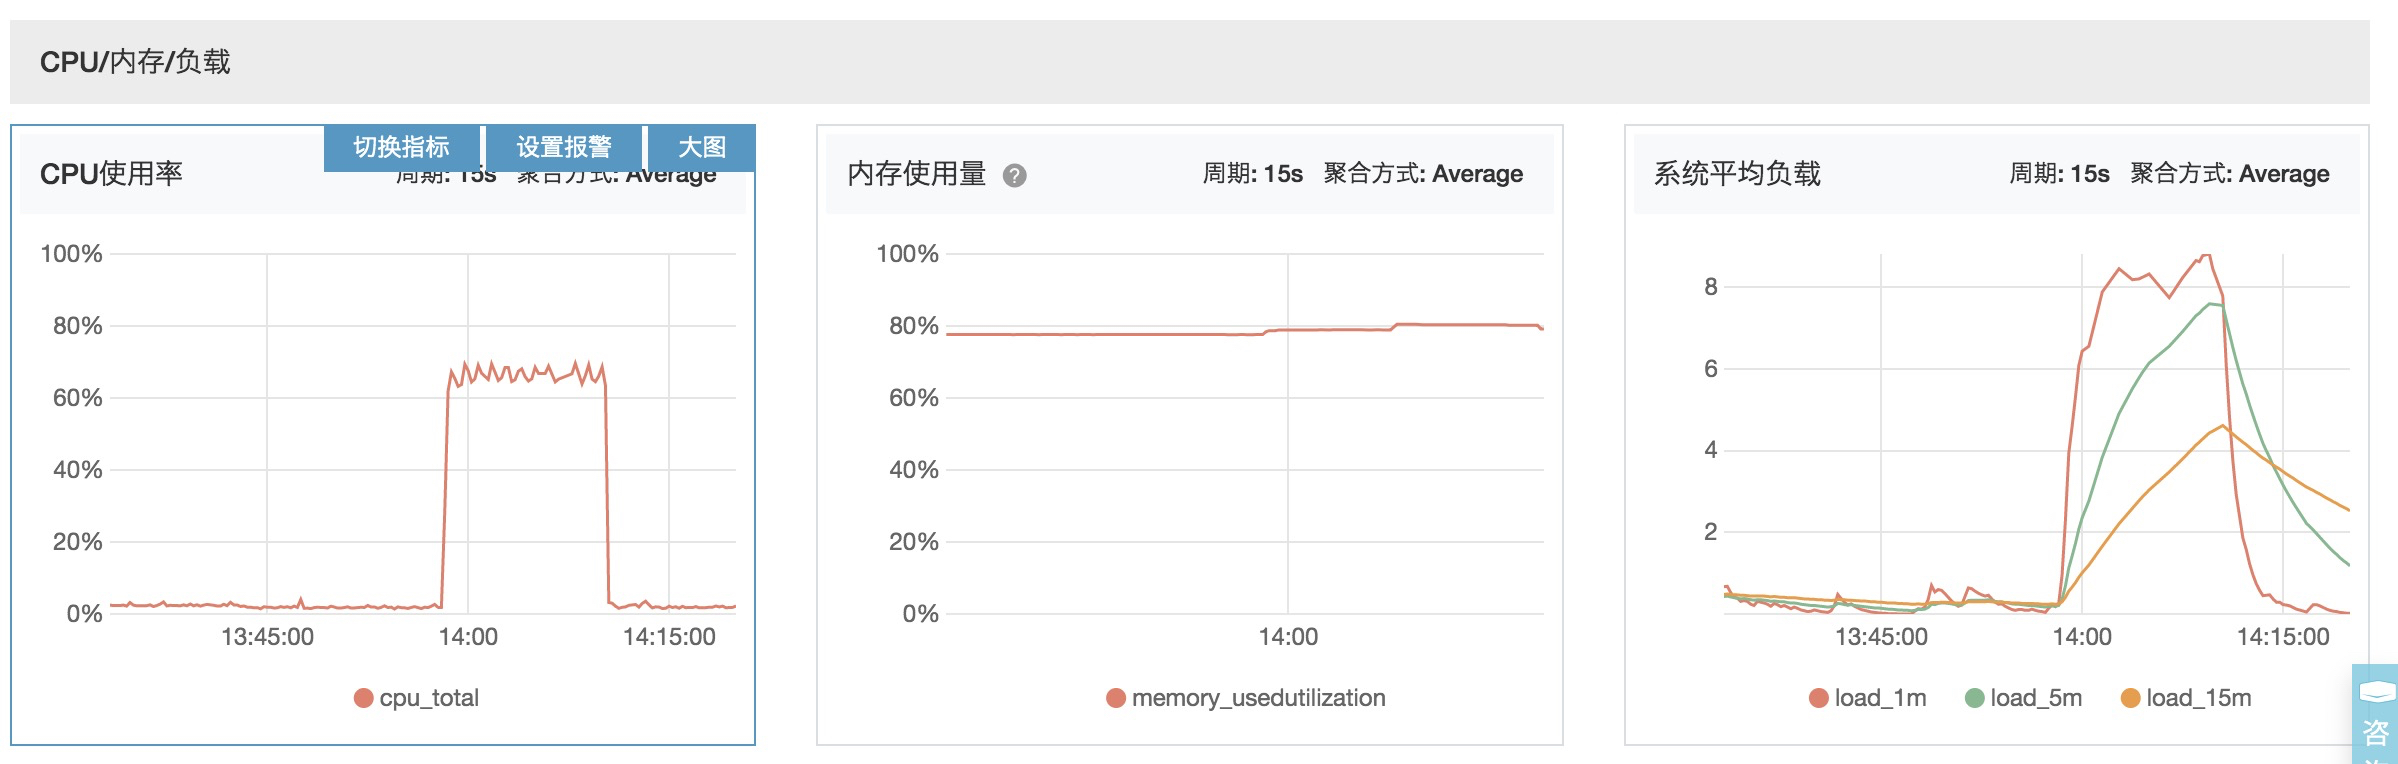 CPU/内存/负载
切换指标 设置报警 大图
CPU使用率 周期: 15s 聚合方式: Average
100%
80%
60%
40%
20%
0%
13:45:00 14:00 14:15:00
cpu_total
内存使用量 ? 周期: 15s 聚合方式: Average
100%
80%
60%
40%
20%
0%
14:00
memory_usedutilization
系统平均负载 周期: 15s 聚合方式: Average
8
6
4
2
13:45:00 14:00 14:15:00
load_1m load_5m load_15m
咨